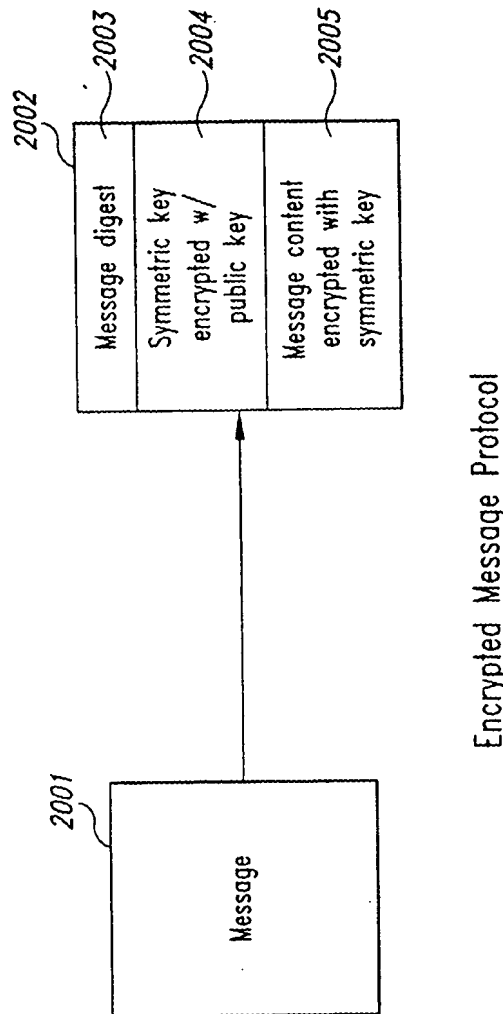 2001
Message
2002
Message digest
2003
Symmetric key
encrypted w/
public key
2004
Message content
encrypted with
symmetric key
2005
Encrypted Message Protocol